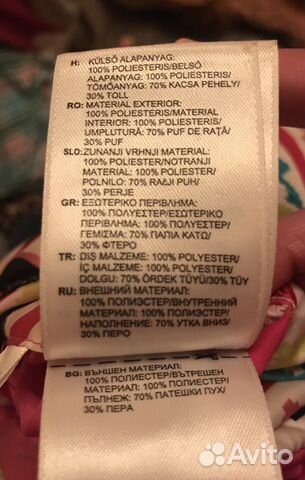 H: KÜLSŐ ALAPANYAG:
100% POLIESTERIS/BELSŐ
ALAPANYAG: 100% POLIESTERIS/
TÖMŐANYAG: 70% KACSA PEHELY/
30% TOLL
RO: MATERIAL EXTERIOR:
100% POLIESTERIS/MATERIAL
INTERIOR: 100% POLIESTERIS/
UMPLUTURĂ: 70% PUF DE RAŢĂ/
30% PUF
SLO: ZUNANJI VRHNJI MATERIAL:
100% POLIESTER/NOTRANJI
MATERIAL: 100% POLIESTER/
POLNILO: 70% RAČJI PUH/
30% PERJE
GR: ΕΞΩΤΕΡΙΚΟ ΠΕΡΙΒΛΗΜΑ:
100% ΠΟΛΥΕΣΤΕΡ/ΕΣΩΤΕΡΙΚΟ
ΠΕΡΙΒΛΗΜΑ: 100% ΠΟΛΥΕΣΤΕΡ/
ΓΕΜΙΣΜΑ: 70% ΠΑΠΙΑ ΚΑΤΩ/
30% ΦΤΕΡΟ
TR: DIŞ MALZEME: 100% POLYESTER/
İÇ MALZEME: 100% POLYESTER/
DOLGU: 70% ÖRDEK TÜYÜ/30% TÜY
RU: ВНЕШНИЙ МАТЕРИАЛ:
100% ПОЛИЭСТЕР/ВНУТРЕННИЙ
МАТЕРИАЛ: 100% ПОЛИЭСТЕР/
НАПОЛНЕНИЕ: 70% УТКА ВНИЗ/
30% ПЕРО
BG: ВЪНШЕН МАТЕРИАЛ:
100% ПОЛИЕСТЕР/ВЪТРЕШЕН
МАТЕРИАЛ: 100% ПОЛИЕСТЕР/
ПЪЛНЕЖ: 70% ПАТЕШКИ ПУХ/
30% ПЕРА
Avito